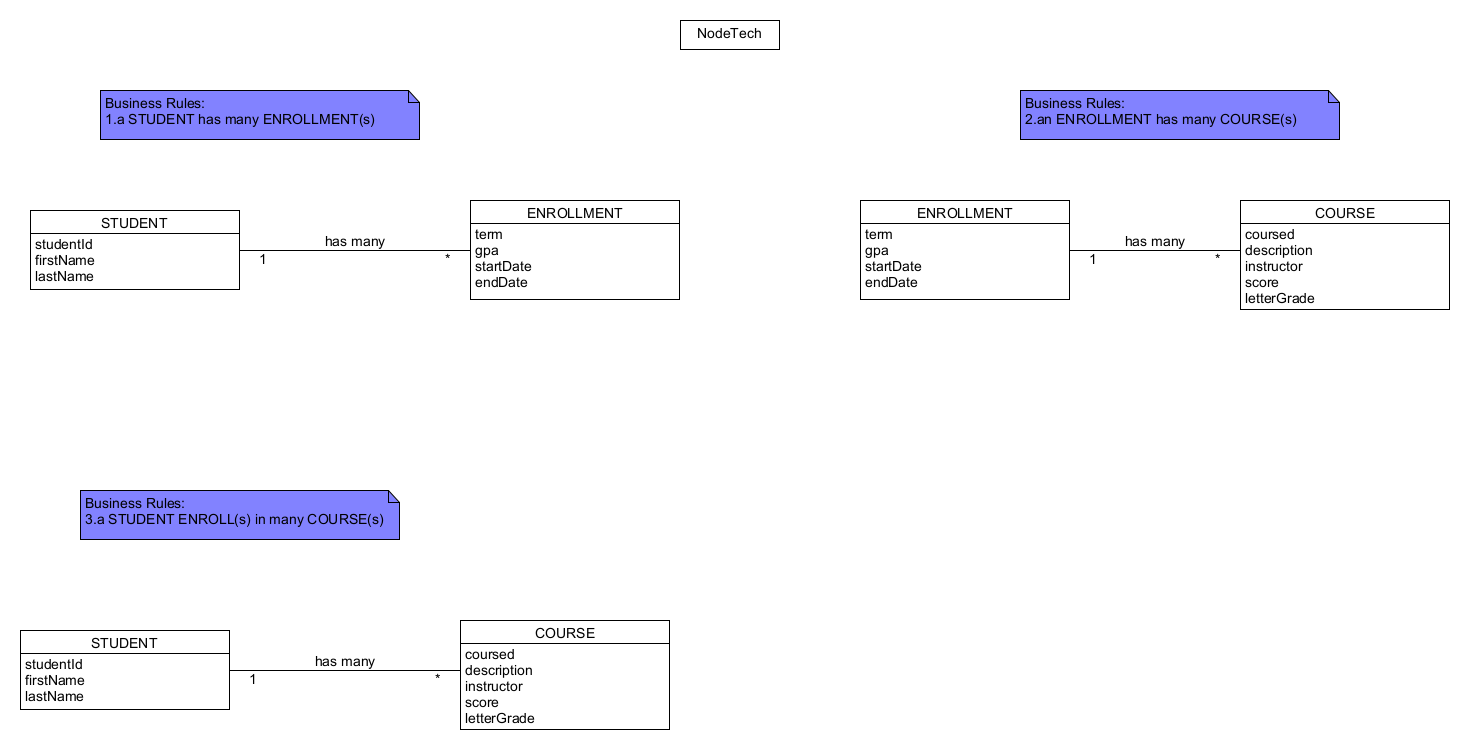 NodeTech
Business Rules:
1.a STUDENT has many ENROLLMENT(s)
Business Rules:
2.an ENROLLMENT has many COURSE(s)
STUDENT
studentId
firstName
lastName
has many
1
*
ENROLLMENT
term
gpa
startDate
endDate
ENROLLMENT
term
gpa
startDate
endDate
has many
1
*
COURSE
coursed
description
instructor
score
letterGrade
Business Rules:
3.a STUDENT ENROLL(s) in many COURSE(s)
STUDENT
studentId
firstName
lastName
has many
1
*
COURSE
coursed
description
instructor
score
letterGrade